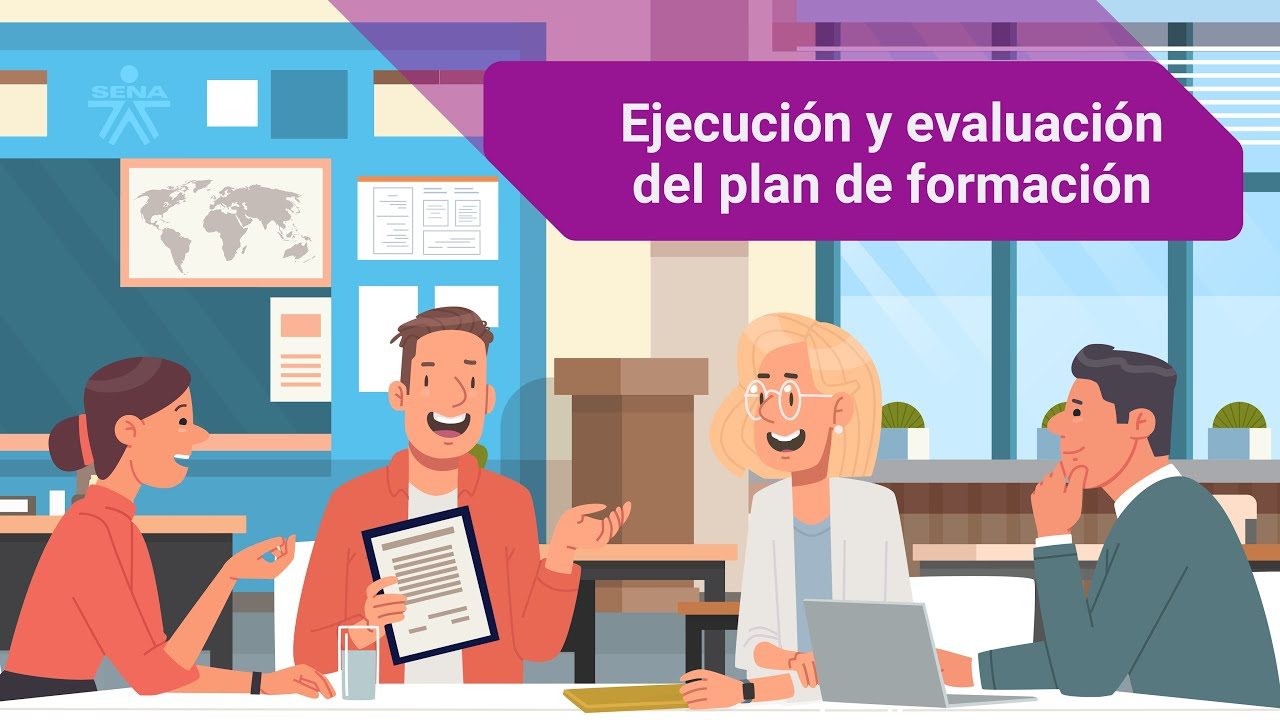 SENA
Ejecución y evaluación
del plan de formación